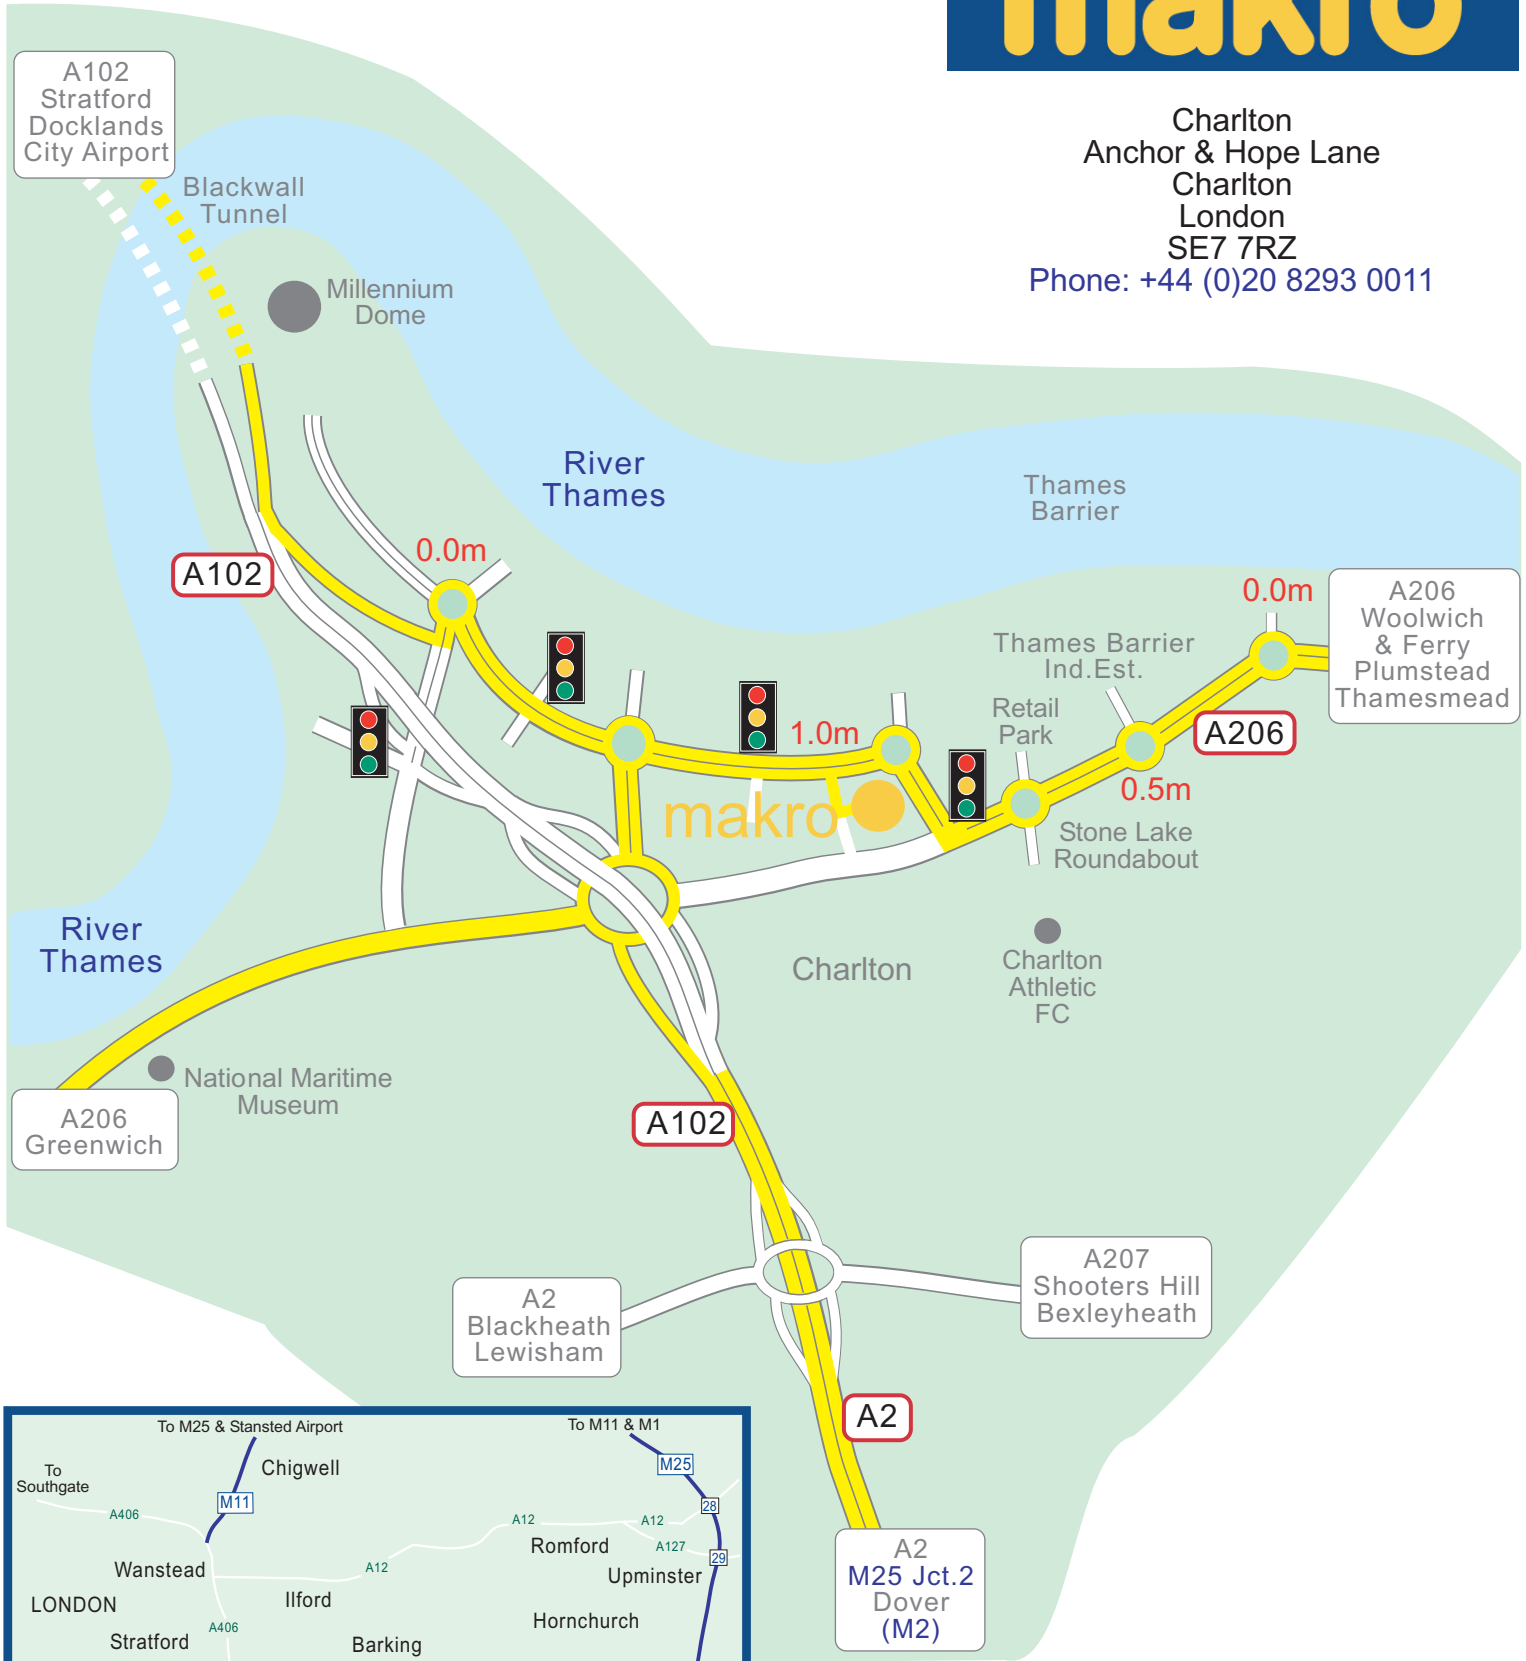 makro
Charlton
Anchor & Hope Lane
Charlton
London
SE7 7RZ
Phone: +44 (0)20 8293 0011
A102
Stratford
Docklands
City Airport
Blackwall
Tunnel
Millennium
Dome
River
Thames
Thames
Barrier
0.0m
A102
0.0m
A206
Woolwich
& Ferry
Plumstead
Thamesmead
Thames Barrier
Ind.Est.
Retail
Park
A206
1.0m
0.5m
makro
Stone Lake
Roundabout
River
Thames
Charlton
Charlton
Athletic
FC
National Maritime
Museum
A206
Greenwich
A102
A207
Shooters Hill
Bexleyheath
A2
Blackheath
Lewisham
A2
A2
M25 Jct.2
Dover
(M2)
To M25 & Stansted Airport
To M11 & M1
Chigwell
M25
To
Southgate
M11
28
A406
A12
A12
Romford
A127
29
Wanstead
A12
Upminster
LONDON
Ilford
Hornchurch
A406
Stratford
Barking